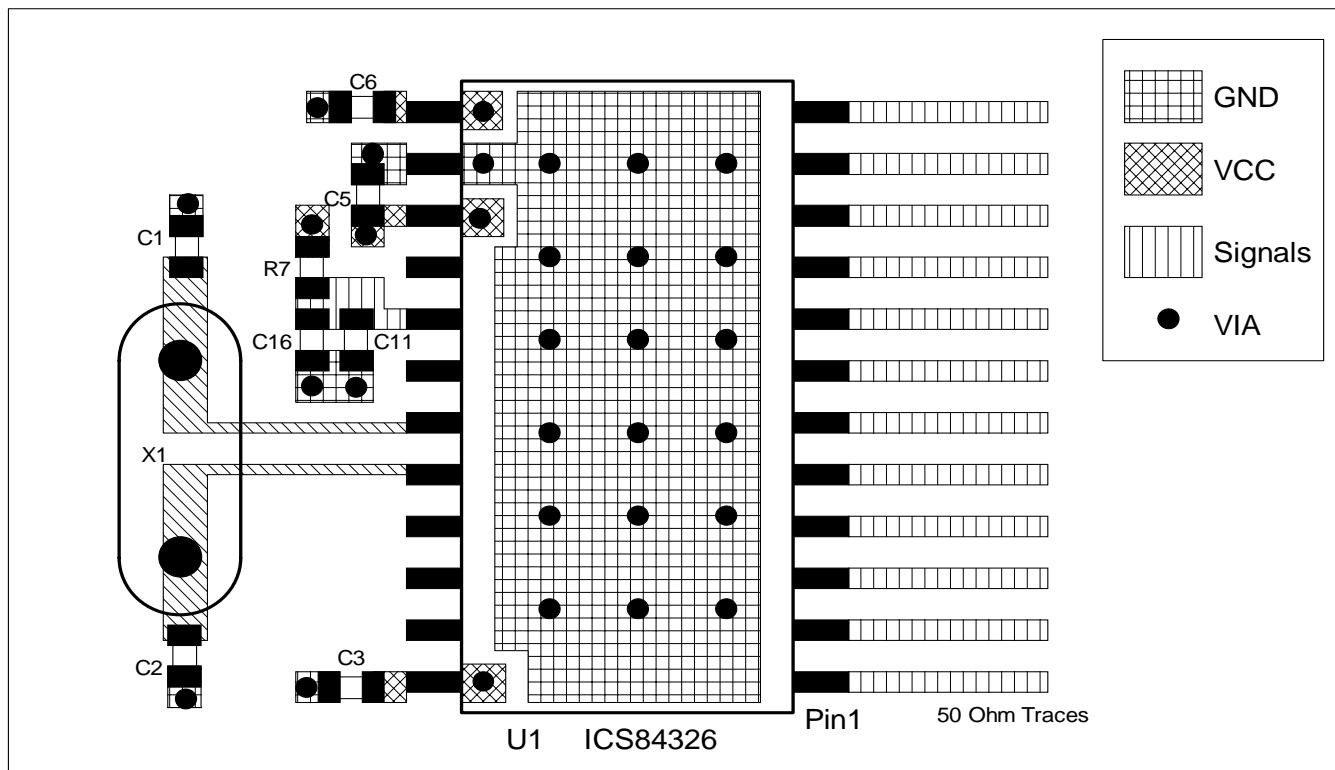 C6
GND
VCC
C5
C1
R7
Signals
VIA
C16
C11
X1
C2
C3
Pin1
50 Ohm Traces
U1 ICS84326